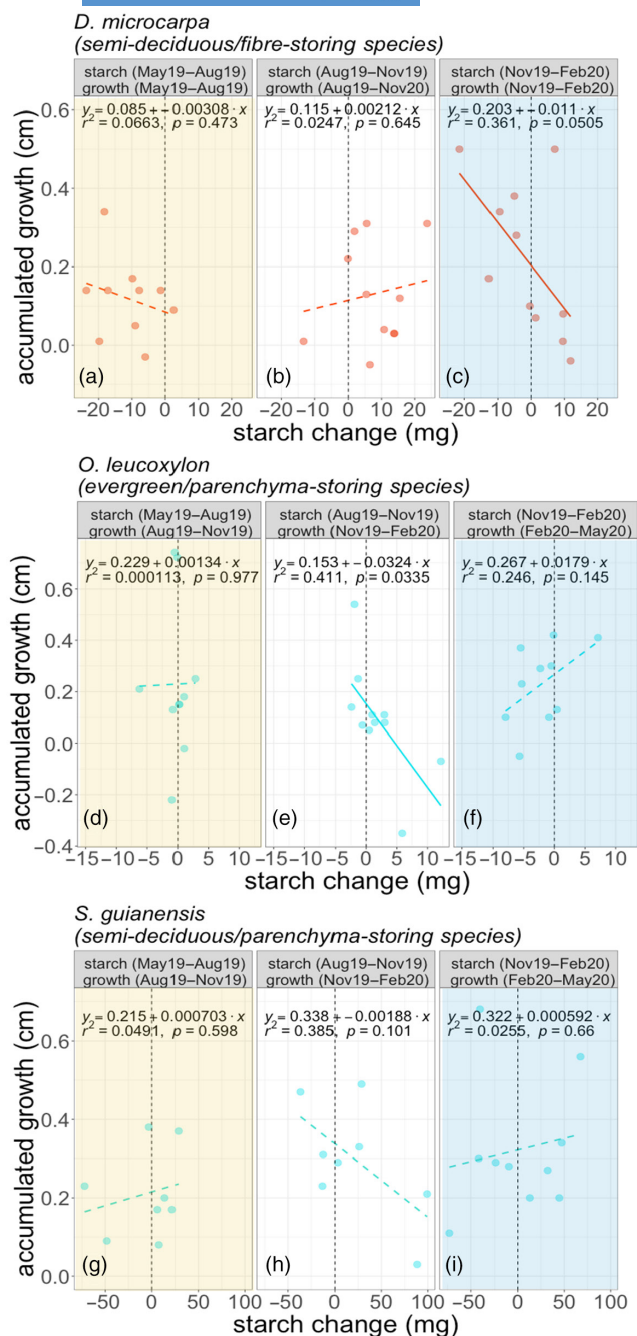 D. microcarpa
(semi-deciduous/fibre-storing species)
starch (May19–Aug19) starch (Aug19–Nov19) starch (Nov19–Feb20)
growth (May19–Aug19) growth (Aug19–Nov20) growth (Nov19–Feb20)
y = 0.085 + − 0.00308 · x y = 0.115 + 0.00212 · x y = 0.203 + − 0.011 · x
r² = 0.0663, p = 0.473 r² = 0.0247, p = 0.645 r² = 0.361, p = 0.0505
0.6
0.4
0.2
0.0
accumulated growth (cm)
(a) (b) (c)
−20 −10 0 10 20 −20 −10 0 10 20 −20 −10 0 10 20
starch change (mg)
O. leucoxylon
(evergreen/parenchyma-storing species)
starch (May19–Aug19) starch (Aug19–Nov19) starch (Nov19–Feb20)
growth (Aug19–Nov19) growth (Nov19–Feb20) growth (Feb20–May20)
y = 0.229 + 0.00134 · x y = 0.153 + − 0.0324 · x y = 0.267 + 0.0179 · x
r² = 0.000113, p = 0.977 r² = 0.411, p = 0.0335 r² = 0.246, p = 0.145
0.6
0.4
0.2
0.0
−0.2
−0.4
accumulated growth (cm)
(d) (e) (f)
−15 −10 −5 0 5 10 −15 −10 −5 0 5 10 −15 −10 −5 0 5 10
starch change (mg)
S. guianensis
(semi-deciduous/parenchyma-storing species)
starch (May19–Aug19) starch (Aug19–Nov19) starch (Nov19–Feb20)
growth (Aug19–Nov19) growth (Nov19–Feb20) growth (Feb20–May20)
y = 0.215 + 0.000703 · x y = 0.338 + − 0.00188 · x y = 0.322 + 0.000592 · x
r² = 0.0491, p = 0.598 r² = 0.385, p = 0.101 r² = 0.0255, p = 0.66
0.6
0.4
0.2
0.0
accumulated growth (cm)
(g) (h) (i)
−50 0 50 100 −50 0 50 100 −50 0 50 100
starch change (mg)